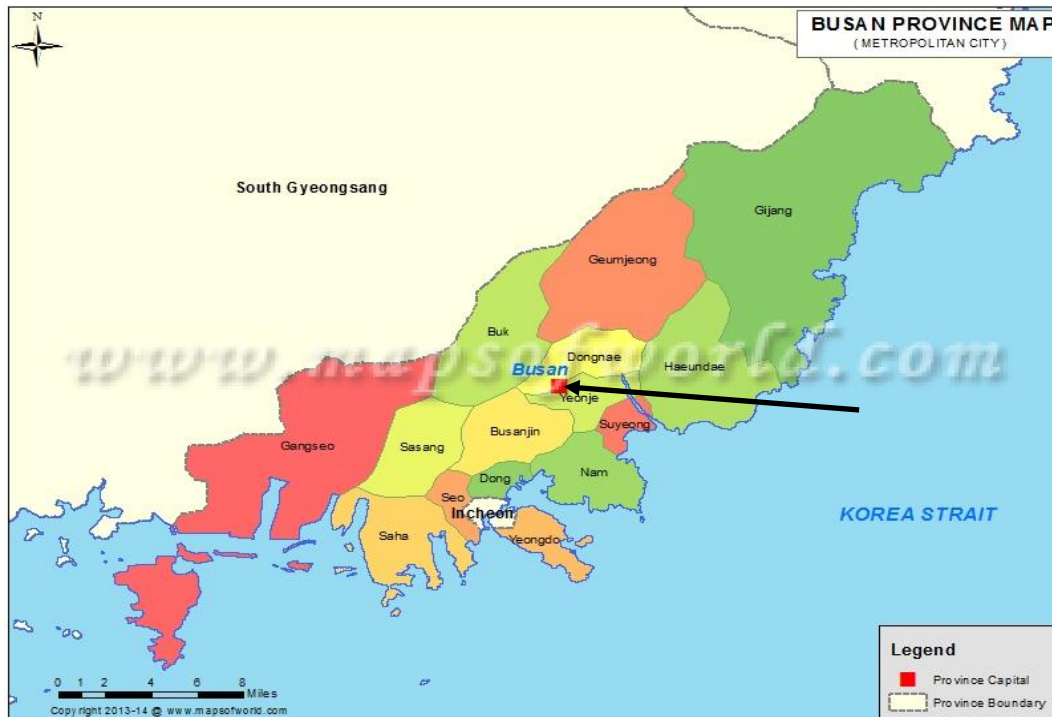 N
BUSAN PROVINCE MAP
( METROPOLITAN CITY )
South Gyeongsang
Gijang
Geumjeong
Buk
www.mapsofworld.com
Dongnae
Haeundae
Busan
Yeonje
Suyeong
Busanjin
Gangseo
Sasang
Dong
Nam
Seo
Incheon
KOREA STRAIT
Saha
Yeongdo
Legend
Province Capital
Province Boundary
0 1 2 4 6 8
Miles
Copyright 2013-14 @ www.mapsofworld.com